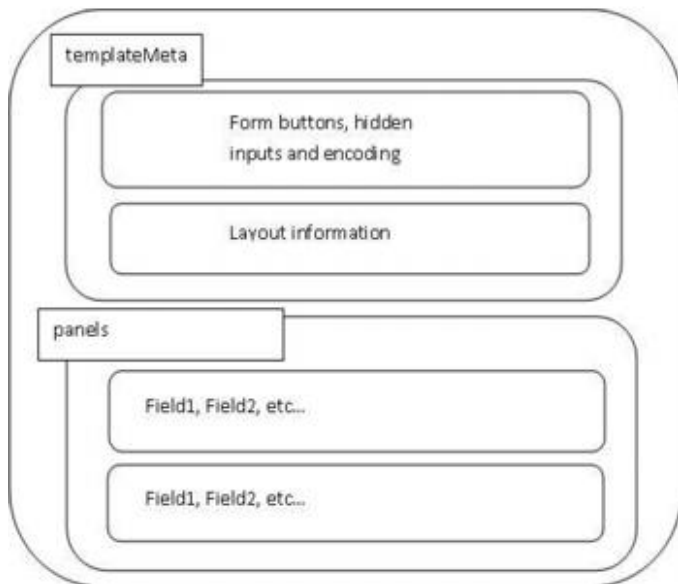 templateMeta
Form buttons, hidden
inputs and encoding
Layout information
panels
Field1, Field2, etc...
Field1, Field2, etc...